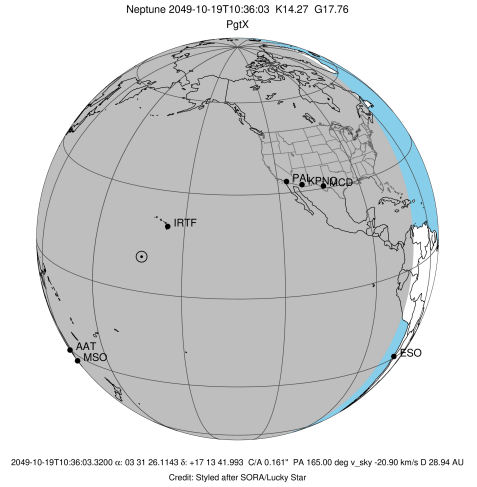 Neptune 2049-10-19T10:36:03 K14.27 G17.76
PgtX
PAL
KPNO
MCD
IRTF
AAT
MSO
ESO
2049-10-19T10:36:03.3200 α: 03 31 26.1143 δ: +17 13 41.993 C/A 0.161" PA 165.00 deg v_sky -20.90 km/s D 28.94 AU
Credit: Styled after SORA/Lucky Star